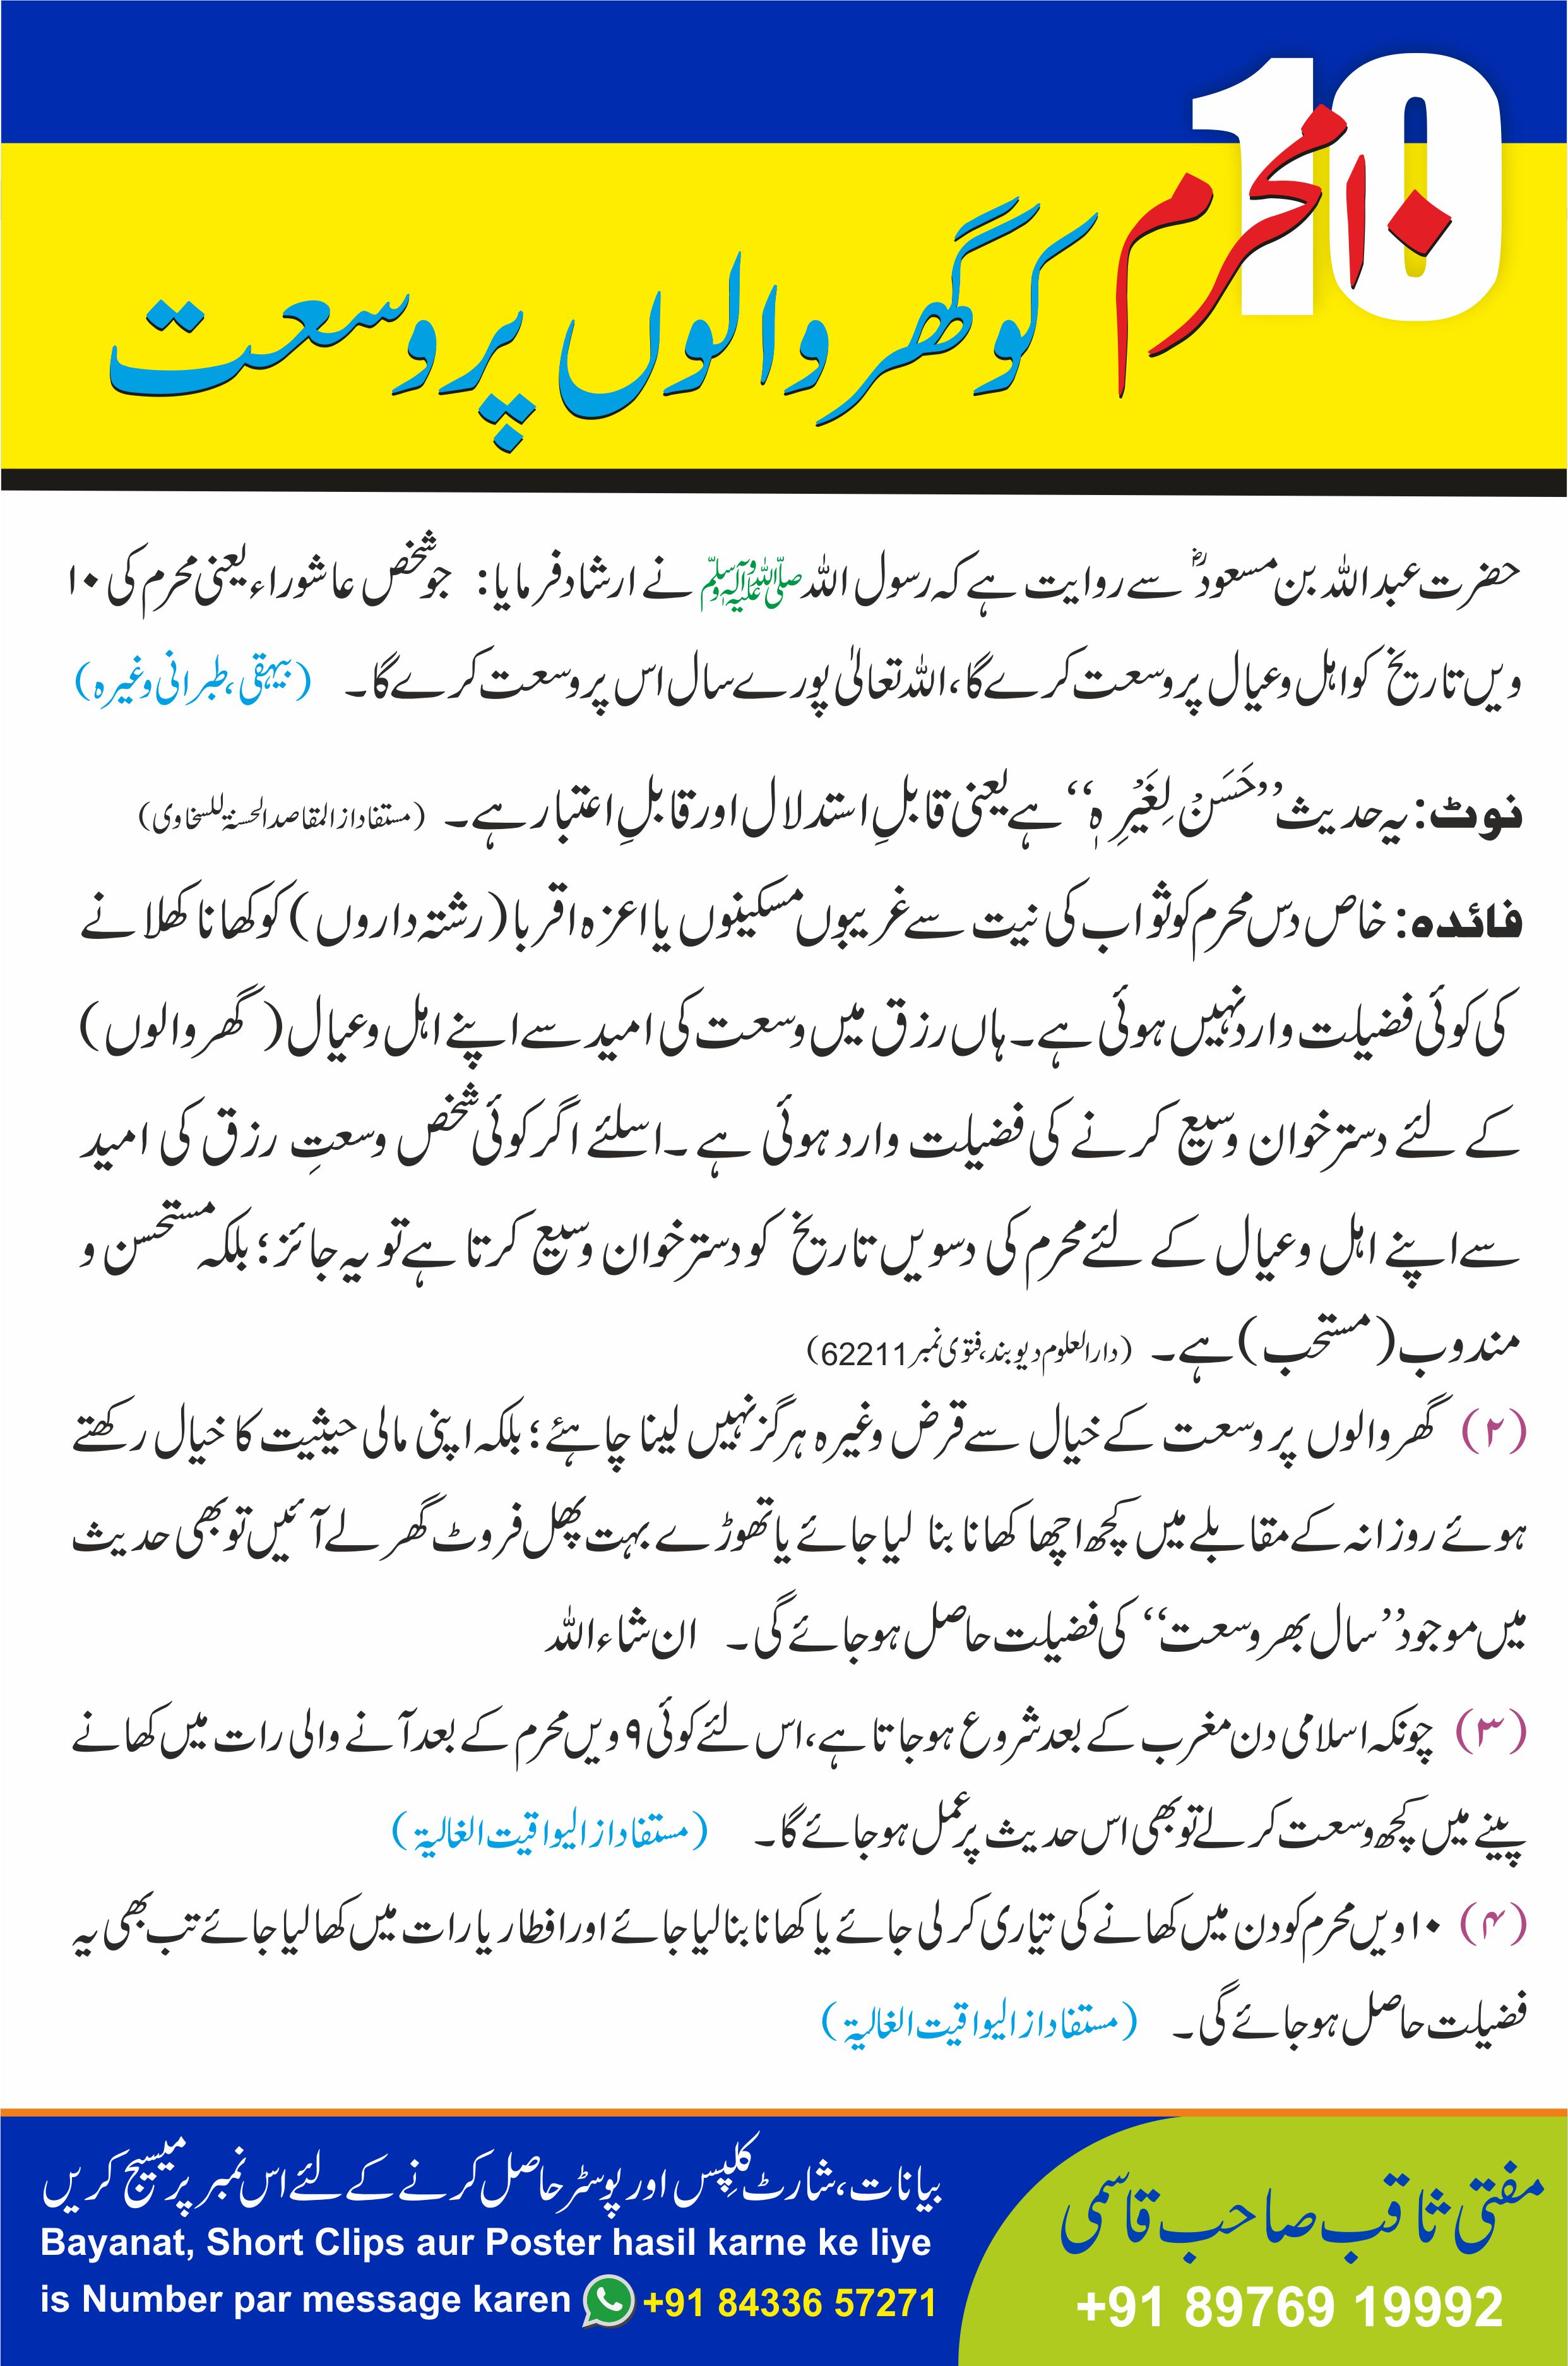 10
۱۰ محرم
کو گھر والوں پر وسعت
حضرت عبداللہ بن مسعودؓ سے روایت ہے کہ رسول اللہ ﷺ نے ارشاد فرمایا: جو شخص عاشوراء یعنی محرم کی ۱۰
ویں تاریخ کو اہل وعیال پر وسعت کرے گا، اللہ تعالیٰ پورے سال اس پر وسعت کرے گا۔ (بیہقی، طبرانی وغیرہ)
نوٹ: یہ حدیث ”حَسَنْ لِغَیْرِ ہٖ“ ہے یعنی قابلِ استدلال اور قابلِ اعتبار ہے۔ (مستفاد از المقاصد الحسنۃ للسخاوی)
فائدہ: خاص دس محرم کو ثواب کی نیت سے غریبوں مسکینوں یا اعزہ اقربا (رشتہ داروں) کو کھانا کھلانے
کی کوئی فضیلت وارد نہیں ہوئی ہے۔ ہاں رزق میں وسعت کی امید سے اپنے اہل وعیال (گھر والوں)
کے لئے دسترخوان وسیع کرنے کی فضیلت وارد ہوئی ہے۔ اسلئے اگر کوئی شخص وسعتِ رزق کی امید
سے اپنے اہل وعیال کے لئے محرم کی دسویں تاریخ کو دسترخوان وسیع کرتا ہے تو یہ جائز؛ بلکہ مستحسن و
مندوب (مستحب) ہے۔ (دارالعلوم دیوبند، فتوی نمبر 62211)
(۲) گھر والوں پر وسعت کے خیال سے قرض وغیرہ ہرگز نہیں لینا چاہئے؛ بلکہ اپنی مالی حیثیت کا خیال رکھتے
ہوئے روزانہ کے مقابلے میں کچھ اچھا کھانا بنا لیا جائے یا تھوڑے بہت پھل فروٹ گھر لے آئیں تو بھی حدیث
میں موجود ”سال بھر وسعت“ کی فضیلت حاصل ہو جائے گی۔ ان شاء اللہ
(۳) چونکہ اسلامی دن مغرب کے بعد شروع ہو جاتا ہے، اس لئے کوئی ۹ ویں محرم کے بعد آنے والی رات میں کھانے
پینے میں کچھ وسعت کر لے تو بھی اس حدیث پر عمل ہو جائے گا۔ (مستفاد از الیواقیت الغالیۃ)
(۴) ۱۰ ویں محرم کو دن میں کھانے کی تیاری کر لی جائے یا کھانا بنا لیا جائے اور افطار یا رات میں کھا لیا جائے تب بھی یہ
فضیلت حاصل ہو جائے گی۔ (مستفاد از الیواقیت الغالیۃ)
مفتی ثاقب صاحب قاسمی
+91 89769 19992
بیانات، شارٹ کلِپس اور پوسٹر حاصل کرنے کے لئے اس نمبر پر میسیج کریں
Bayanat, Short Clips aur Poster hasil karne ke liye
is Number par message karen +91 84336 57271